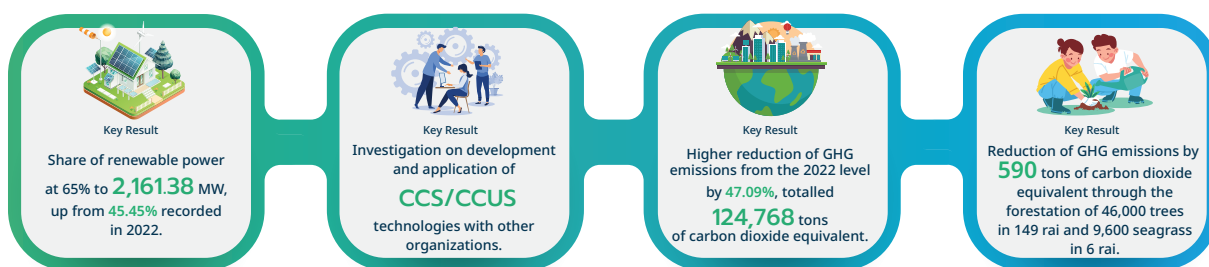 Key Result
Share of renewable power
at 65% to 2,161.38 MW,
up from 45.45% recorded
in 2022.
Key Result
Investigation on development
and application of
CCS/CCUS
technologies with other
organizations.
Key Result
Higher reduction of GHG
emissions from the 2022 level
by 47.09%, totalled
124,768 tons
of carbon dioxide equivalent.
Key Result
Reduction of GHG emissions by
590 tons of carbon dioxide
equivalent through the
forestation of 46,000 trees
in 149 rai and 9,600 seagrass
in 6 rai.